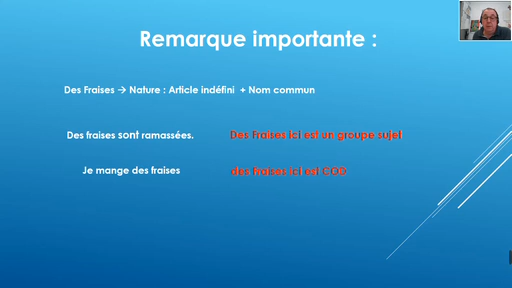 Remarque importante :
Des Fraises → Nature : Article indéfini + Nom commun
Des fraises sont ramassées. Des Fraises ici est un groupe sujet
Je mange des fraises des Fraises ici est COD